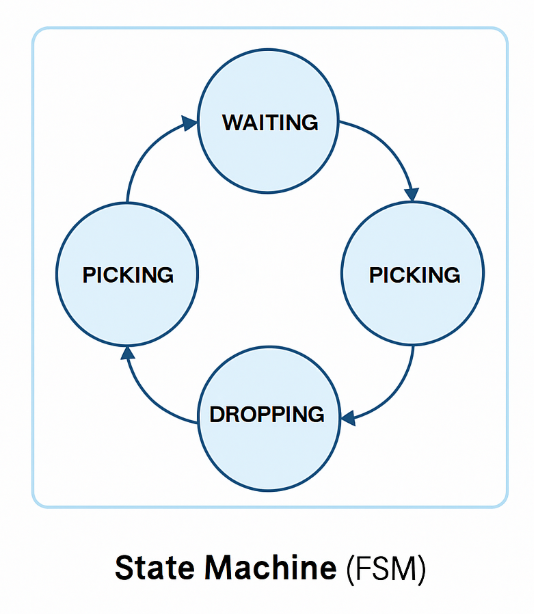 WAITING
PICKING
PICKING
DROPPING
State Machine (FSM)